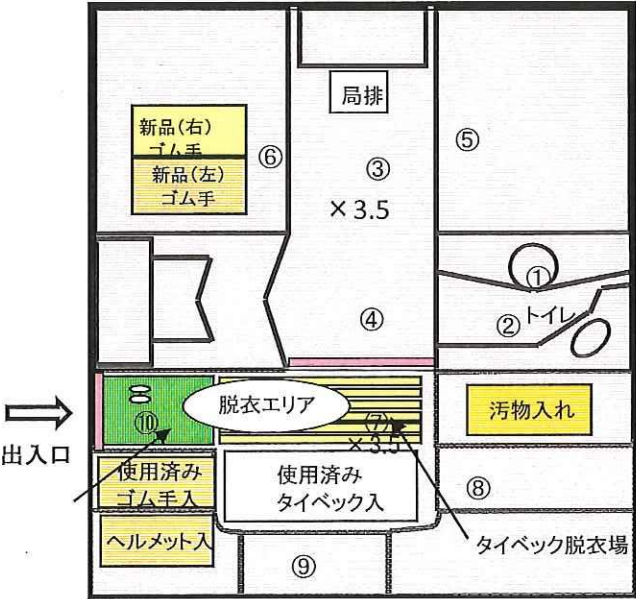 局排
新品(右)
ゴム手
新品(左)
ゴム手
⑥
③
×3.5
⑤
①
②
トイレ
④
脱衣エリア
⑩
⑦
×3.5
汚物入れ
出入口
使用済み
ゴム手入
使用済み
タイベック入
⑧
ヘルメット入
タイベック脱衣場
⑨